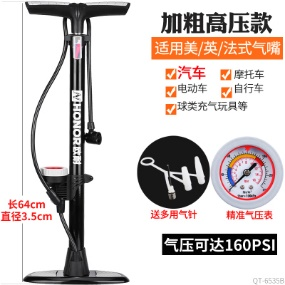 加粗高压款
适用美/英/法式气嘴
汽车
摩托车
电动车
自行车
球类充气玩具等
HONOR 欧耐
长64cm
直径3.5cm
送多用气针
精准气压表
气压可达160PSI
QT-6535B